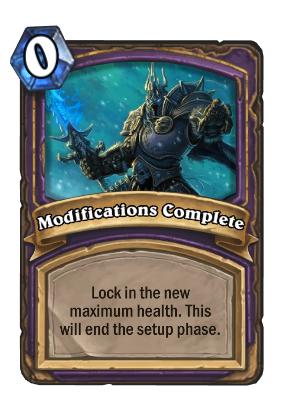 0
Modifications Complete
Lock in the new
maximum health. This
will end the setup phase.